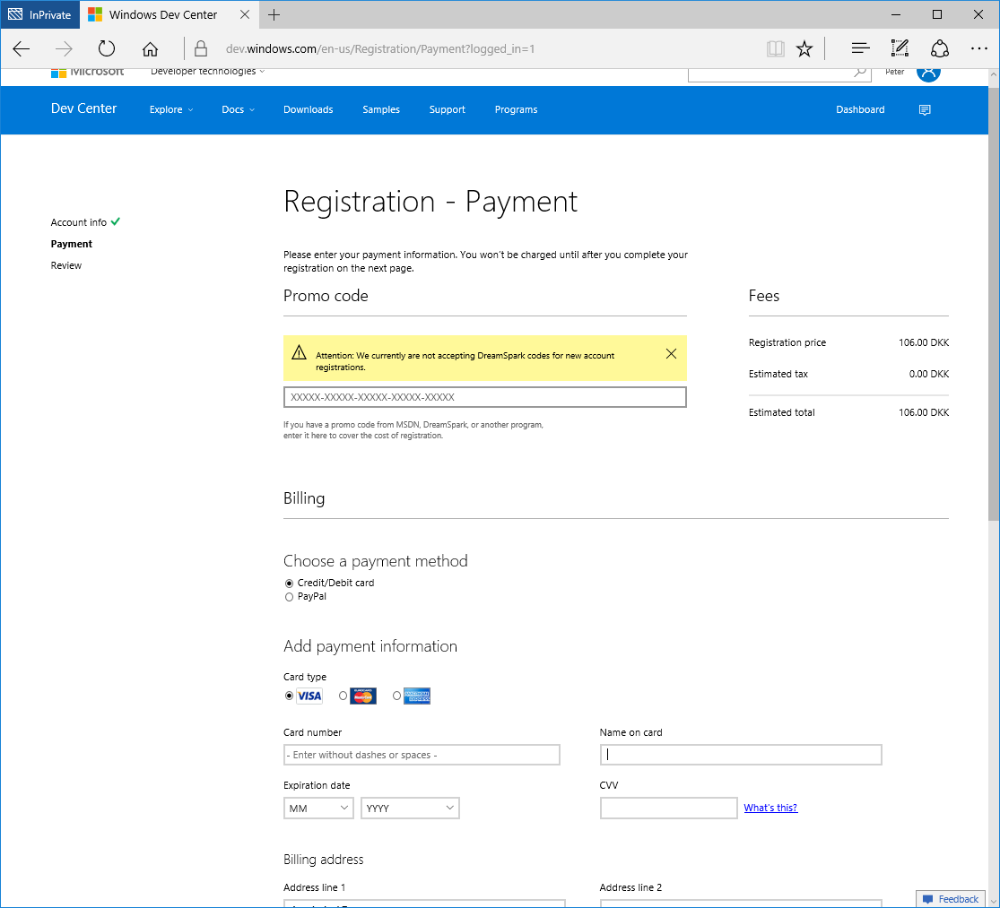 InPrivate
Windows Dev Center
dev.windows.com/en-us/Registration/Payment?logged_in=1
Microsoft
Developer technologies
Peter
Dev Center
Explore
Docs
Downloads
Samples
Support
Programs
Dashboard
Registration - Payment
Account info
Payment
Review
Please enter your payment information. You won't be charged until after you complete your
registration on the next page.
Promo code
Attention: We currently are not accepting DreamSpark codes for new account
registrations.
XXXXX-XXXXX-XXXXX-XXXXX-XXXXX
If you have a promo code from MSDN, DreamSpark, or another program,
enter it here to cover the cost of registration.
Fees
Registration price 106.00 DKK
Estimated tax 0.00 DKK
Estimated total 106.00 DKK
Billing
Choose a payment method
Credit/Debit card
PayPal
Add payment information
Card type
VISA
MasterCard
AMERICAN EXPRESS
Card number
- Enter without dashes or spaces -
Name on card
Expiration date
MM
YYYY
CVV
What's this?
Billing address
Address line 1
Address line 2
Feedback